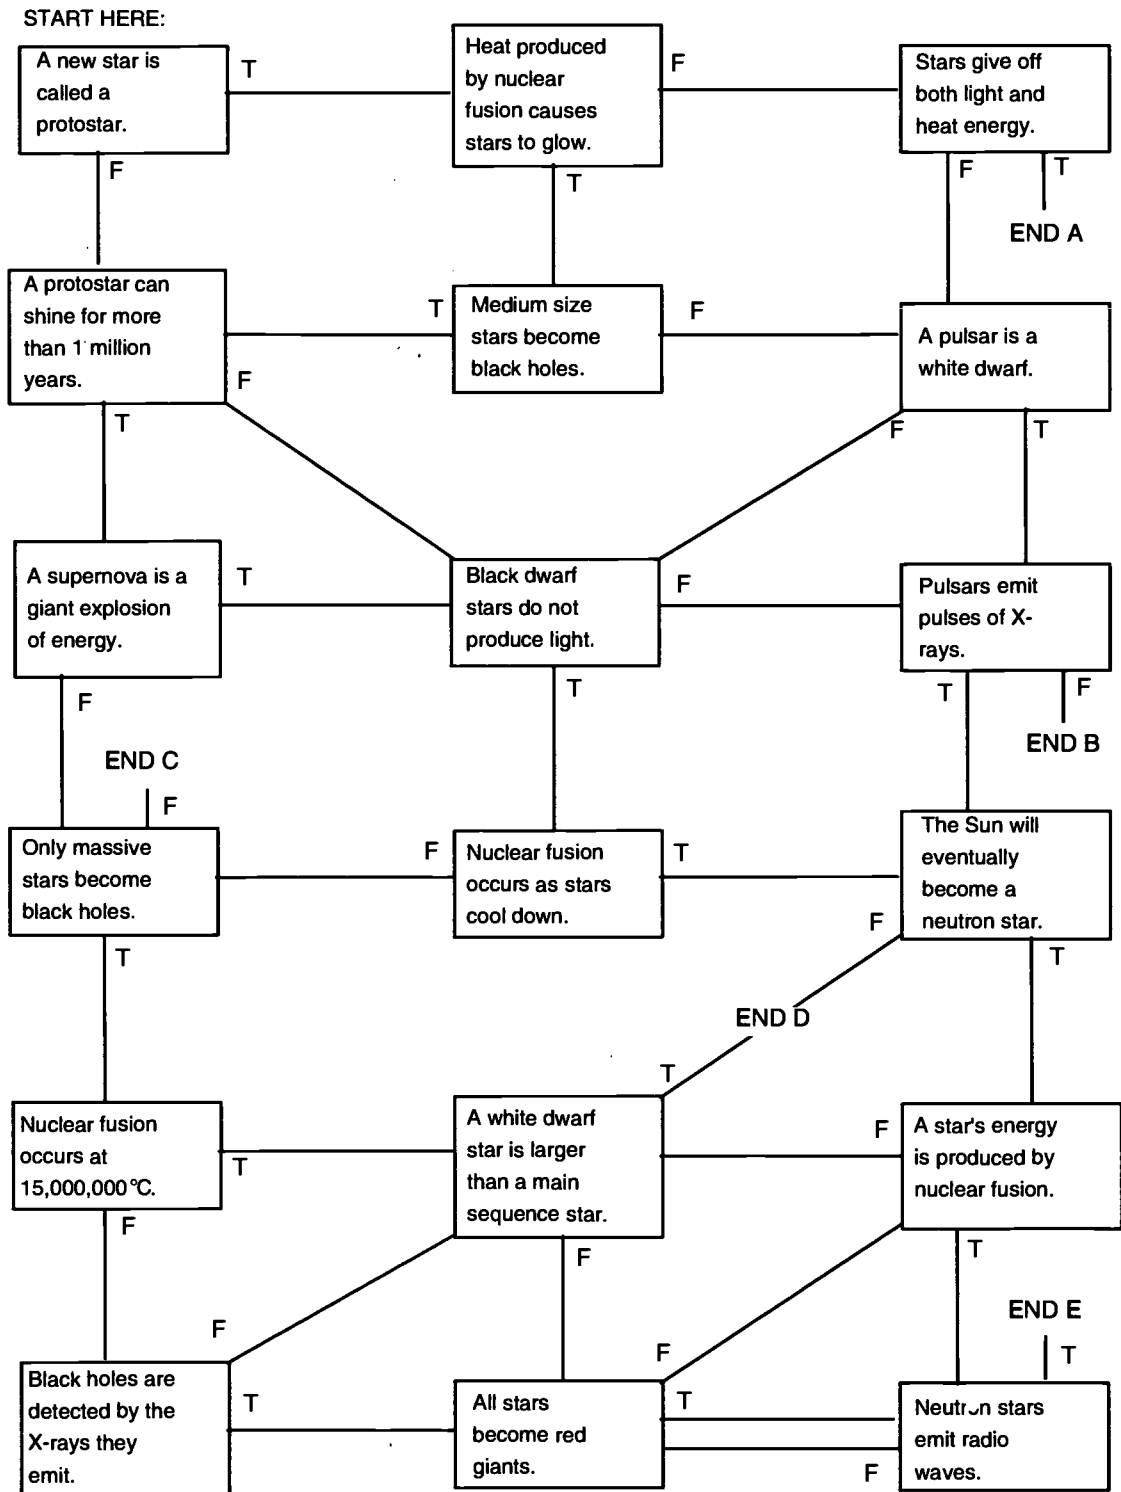 START HERE:
A new star is
called a
protostar.
T
F
Heat produced
by nuclear
fusion causes
stars to glow.
F
T
Stars give off
both light and
heat energy.
F
T
END A
A protostar can
shine for more
than 1 million
years.
F
T
T
Medium size
stars become
black holes.
F
A pulsar is a
white dwarf.
F
T
A supernova is a
giant explosion
of energy.
T
F
Black dwarf
stars do not
produce light.
F
T
Pulsars emit
pulses of X-
rays.
T
F
END B
END C
F
Only massive
stars become
black holes.
T
F
Nuclear fusion
occurs as stars
cool down.
T
The Sun will
eventually
become a
neutron star.
F
T
END D
T
Nuclear fusion
occurs at
15,000,000°C.
T
F
A white dwarf
star is larger
than a main
sequence star.
F
F
A star's energy
is produced by
nuclear fusion.
T
END E
T
F
Black holes are
detected by the
X-rays they
emit.
T
F
All stars
become red
giants.
T
F
Neutron stars
emit radio
waves.